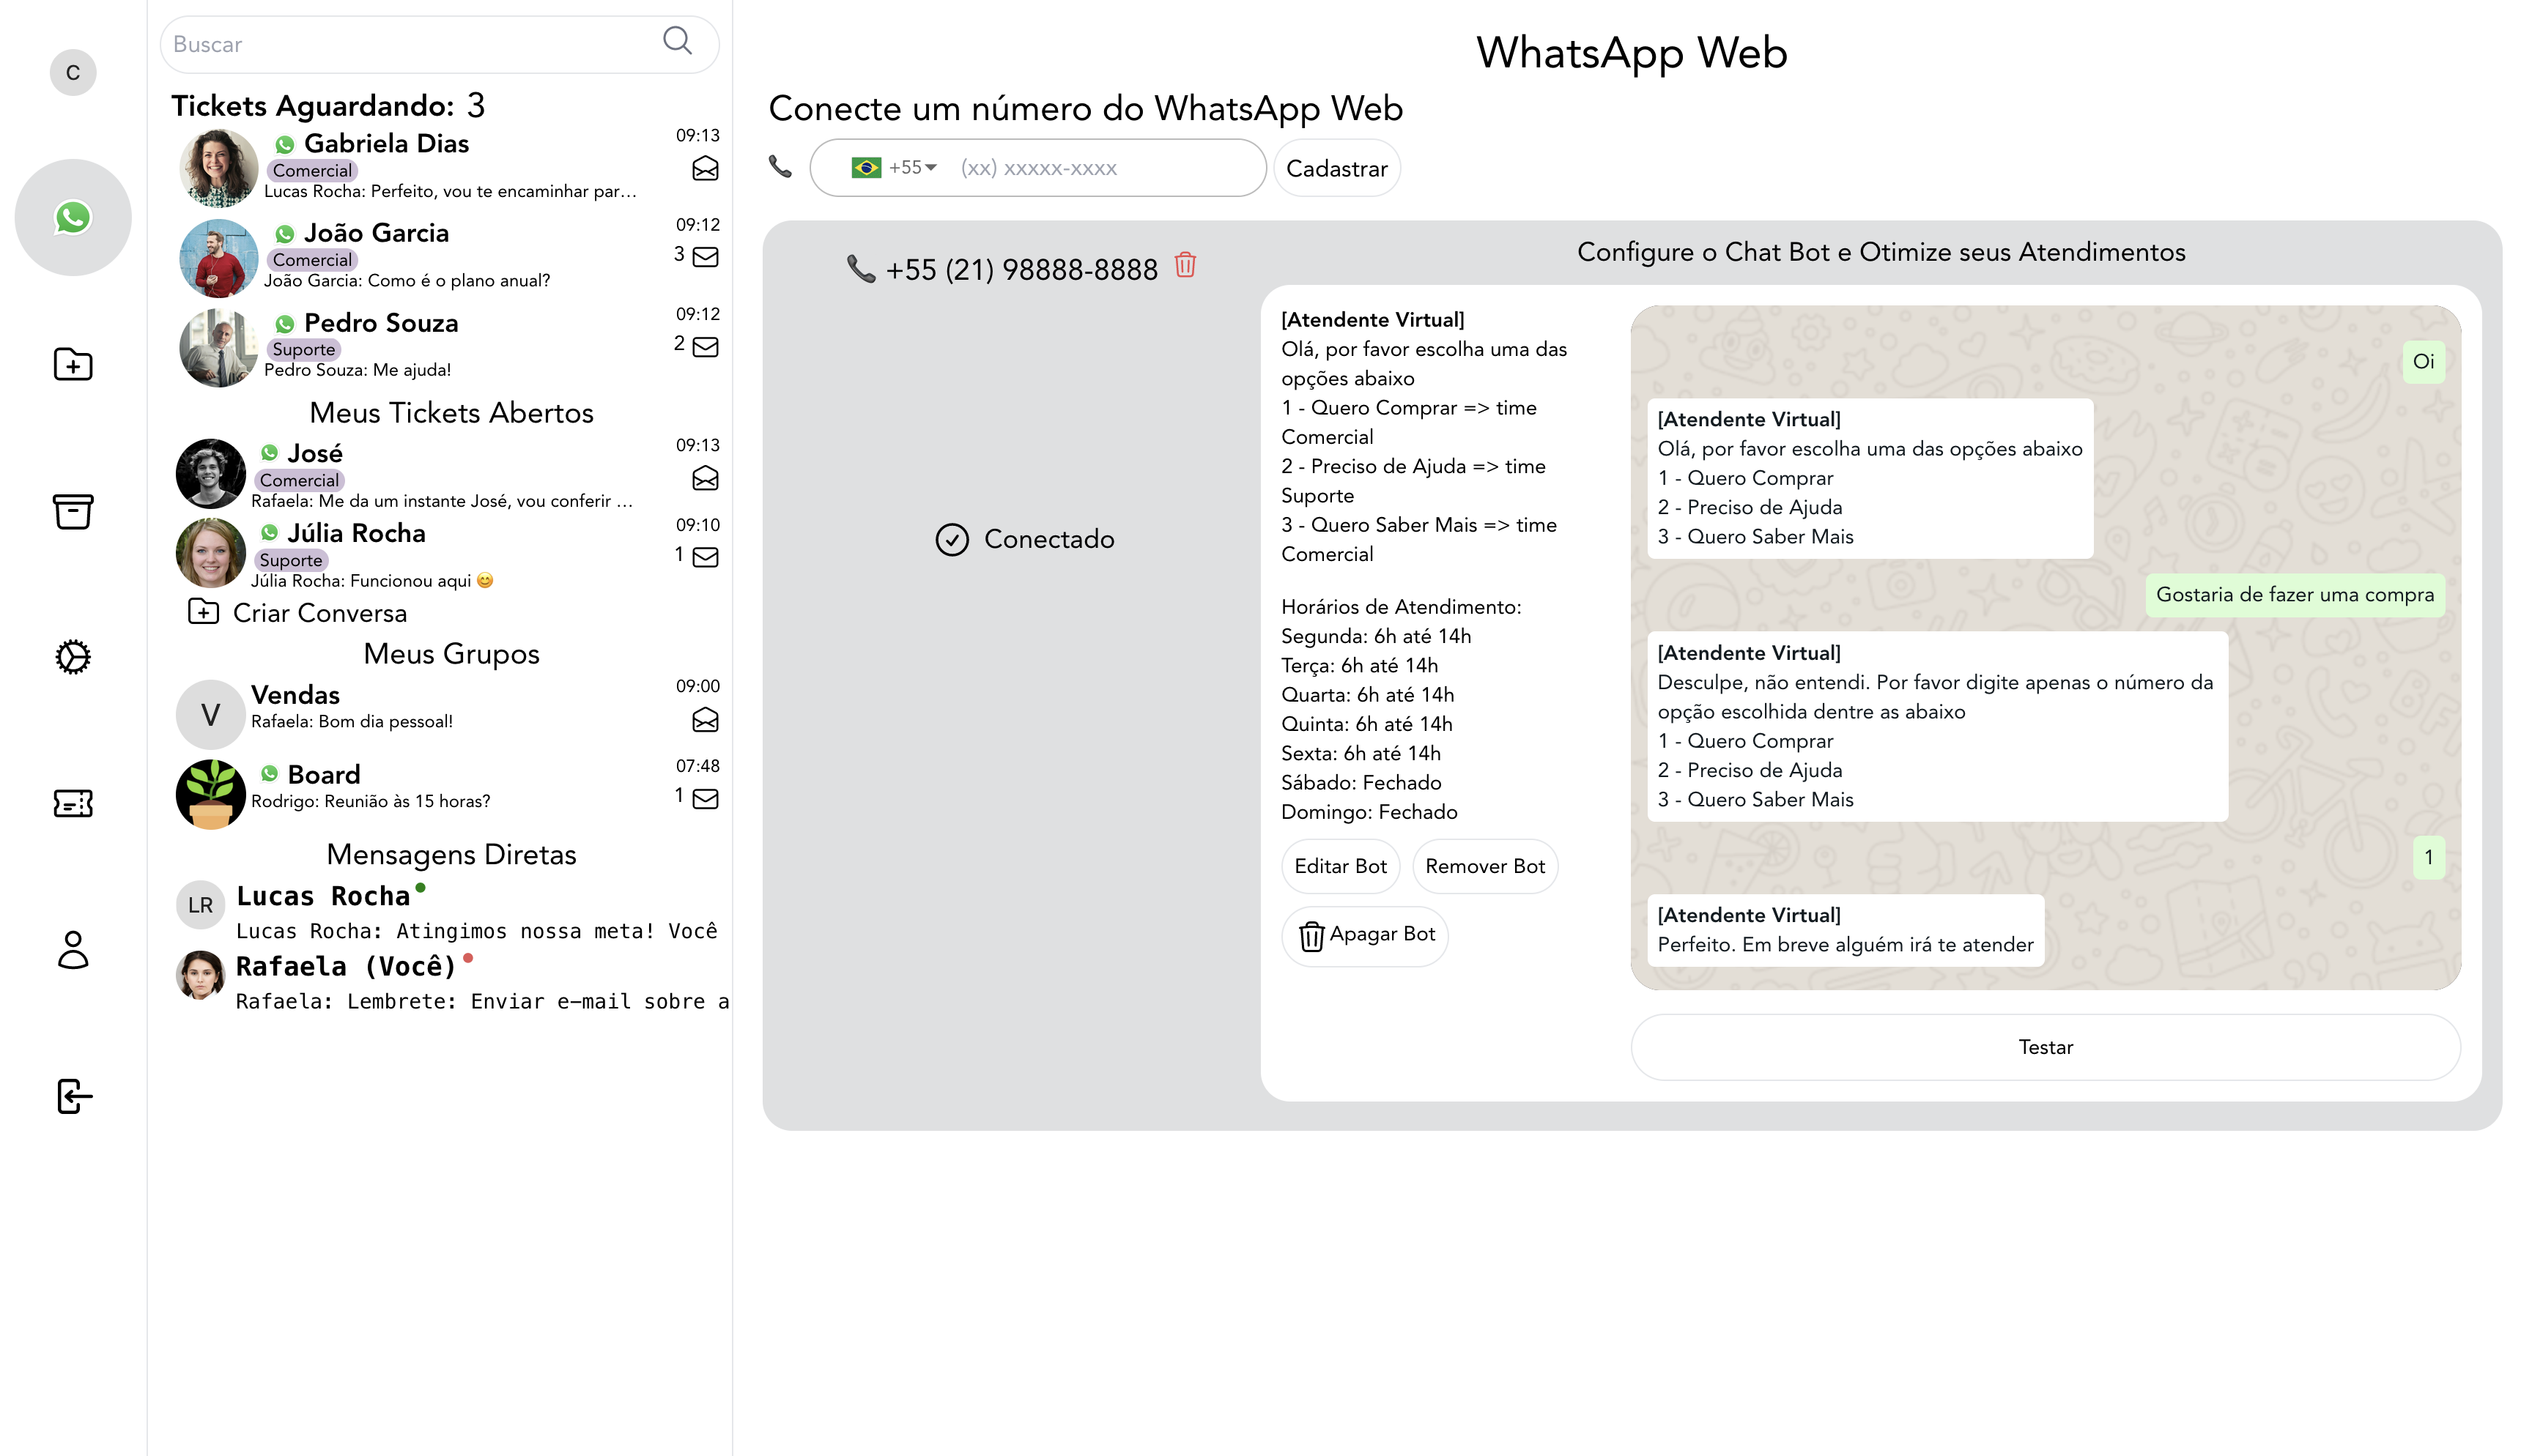 C
Buscar
Tickets Aguardando: 3
Gabriela Dias
09:13
Comercial
Lucas Rocha: Perfeito, vou te encaminhar par...
João Garcia
09:12
Comercial
3
João Garcia: Como é o plano anual?
Pedro Souza
09:12
Suporte
2
Pedro Souza: Me ajuda!
Meus Tickets Abertos
José
09:13
Comercial
Rafaela: Me da um instante José, vou conferir ...
Júlia Rocha
09:10
Suporte
1
Júlia Rocha: Funcionou aqui 😊
Criar Conversa
Meus Grupos
V
Vendas
09:00
Rafaela: Bom dia pessoal!
Board
07:48
Rodrigo: Reunião às 15 horas?
1
Mensagens Diretas
LR
Lucas Rocha
Lucas Rocha: Atingimos nossa meta! Você
Rafaela (Você)
Rafaela: Lembrete: Enviar e-mail sobre a
WhatsApp Web
Conecte um número do WhatsApp Web
+55
(xx) xxxxx-xxxx
Cadastrar
+55 (21) 98888-8888
Conectado
Configure o Chat Bot e Otimize seus Atendimentos
[Atendente Virtual]
Olá, por favor escolha uma das
opções abaixo
1 - Quero Comprar => time
Comercial
2 - Preciso de Ajuda => time
Suporte
3 - Quero Saber Mais => time
Comercial
Horários de Atendimento:
Segunda: 6h até 14h
Terça: 6h até 14h
Quarta: 6h até 14h
Quinta: 6h até 14h
Sexta: 6h até 14h
Sábado: Fechado
Domingo: Fechado
Editar Bot
Remover Bot
Apagar Bot
Oi
[Atendente Virtual]
Olá, por favor escolha uma das opções abaixo
1 - Quero Comprar
2 - Preciso de Ajuda
3 - Quero Saber Mais
Gostaria de fazer uma compra
[Atendente Virtual]
Desculpe, não entendi. Por favor digite apenas o número da
opção escolhida dentre as abaixo
1 - Quero Comprar
2 - Preciso de Ajuda
3 - Quero Saber Mais
1
[Atendente Virtual]
Perfeito. Em breve alguém irá te atender
Testar